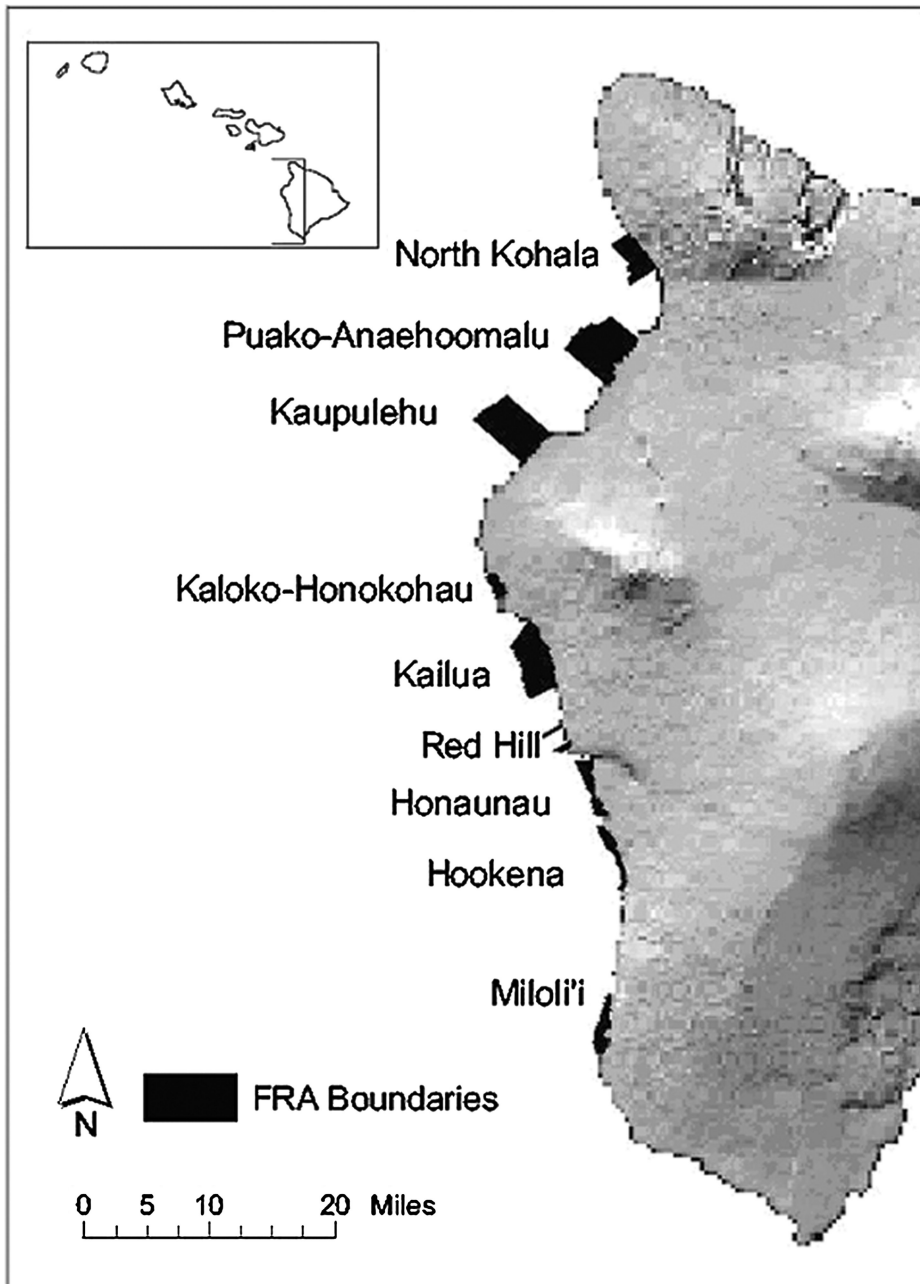 North Kohala
Puako-Anaehoomalu
Kaupulehu
Kaloko-Honokohau
Kailua
Red Hill
Honaunau
Hookena
Miloli'i
N
FRA Boundaries
0 5 10 20 Miles